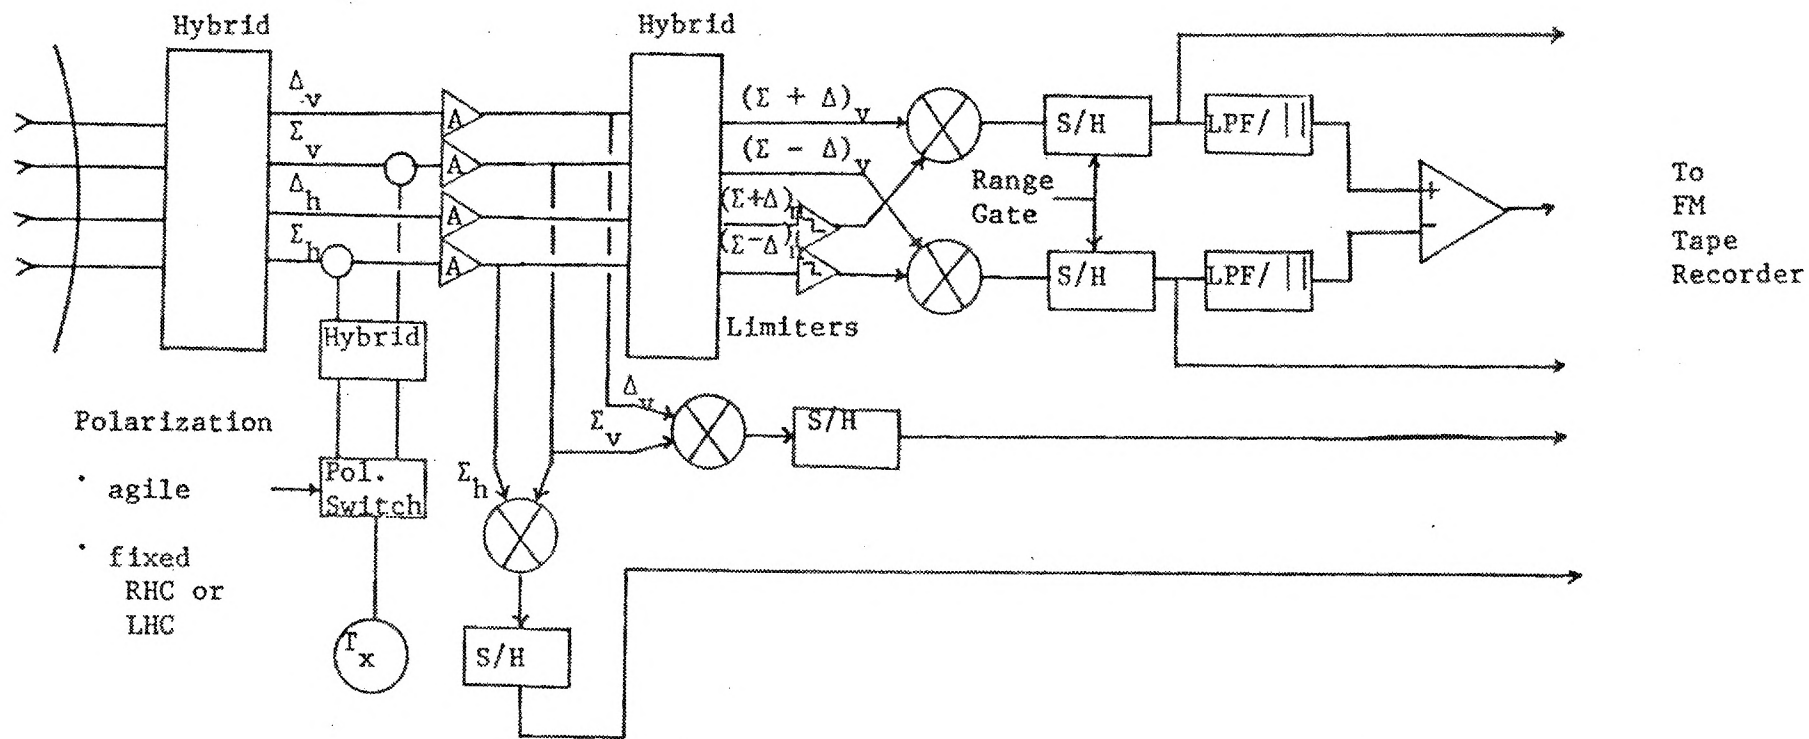 Hybrid
Hybrid
Δv
Σv
Δh
Σh
A
A
A
A
(Σ + Δ)v
(Σ - Δ)v
(Σ+Δ)
(Σ-Δ)
Limiters
S/H
S/H
Range
Gate
LPF/ ||
LPF/ ||
+
-
To
FM
Tape
Recorder
Hybrid
Polarization
· agile
· fixed
RHC or
LHC
Pol.
Switch
Tx
Δv
Σv
Σh
S/H
S/H